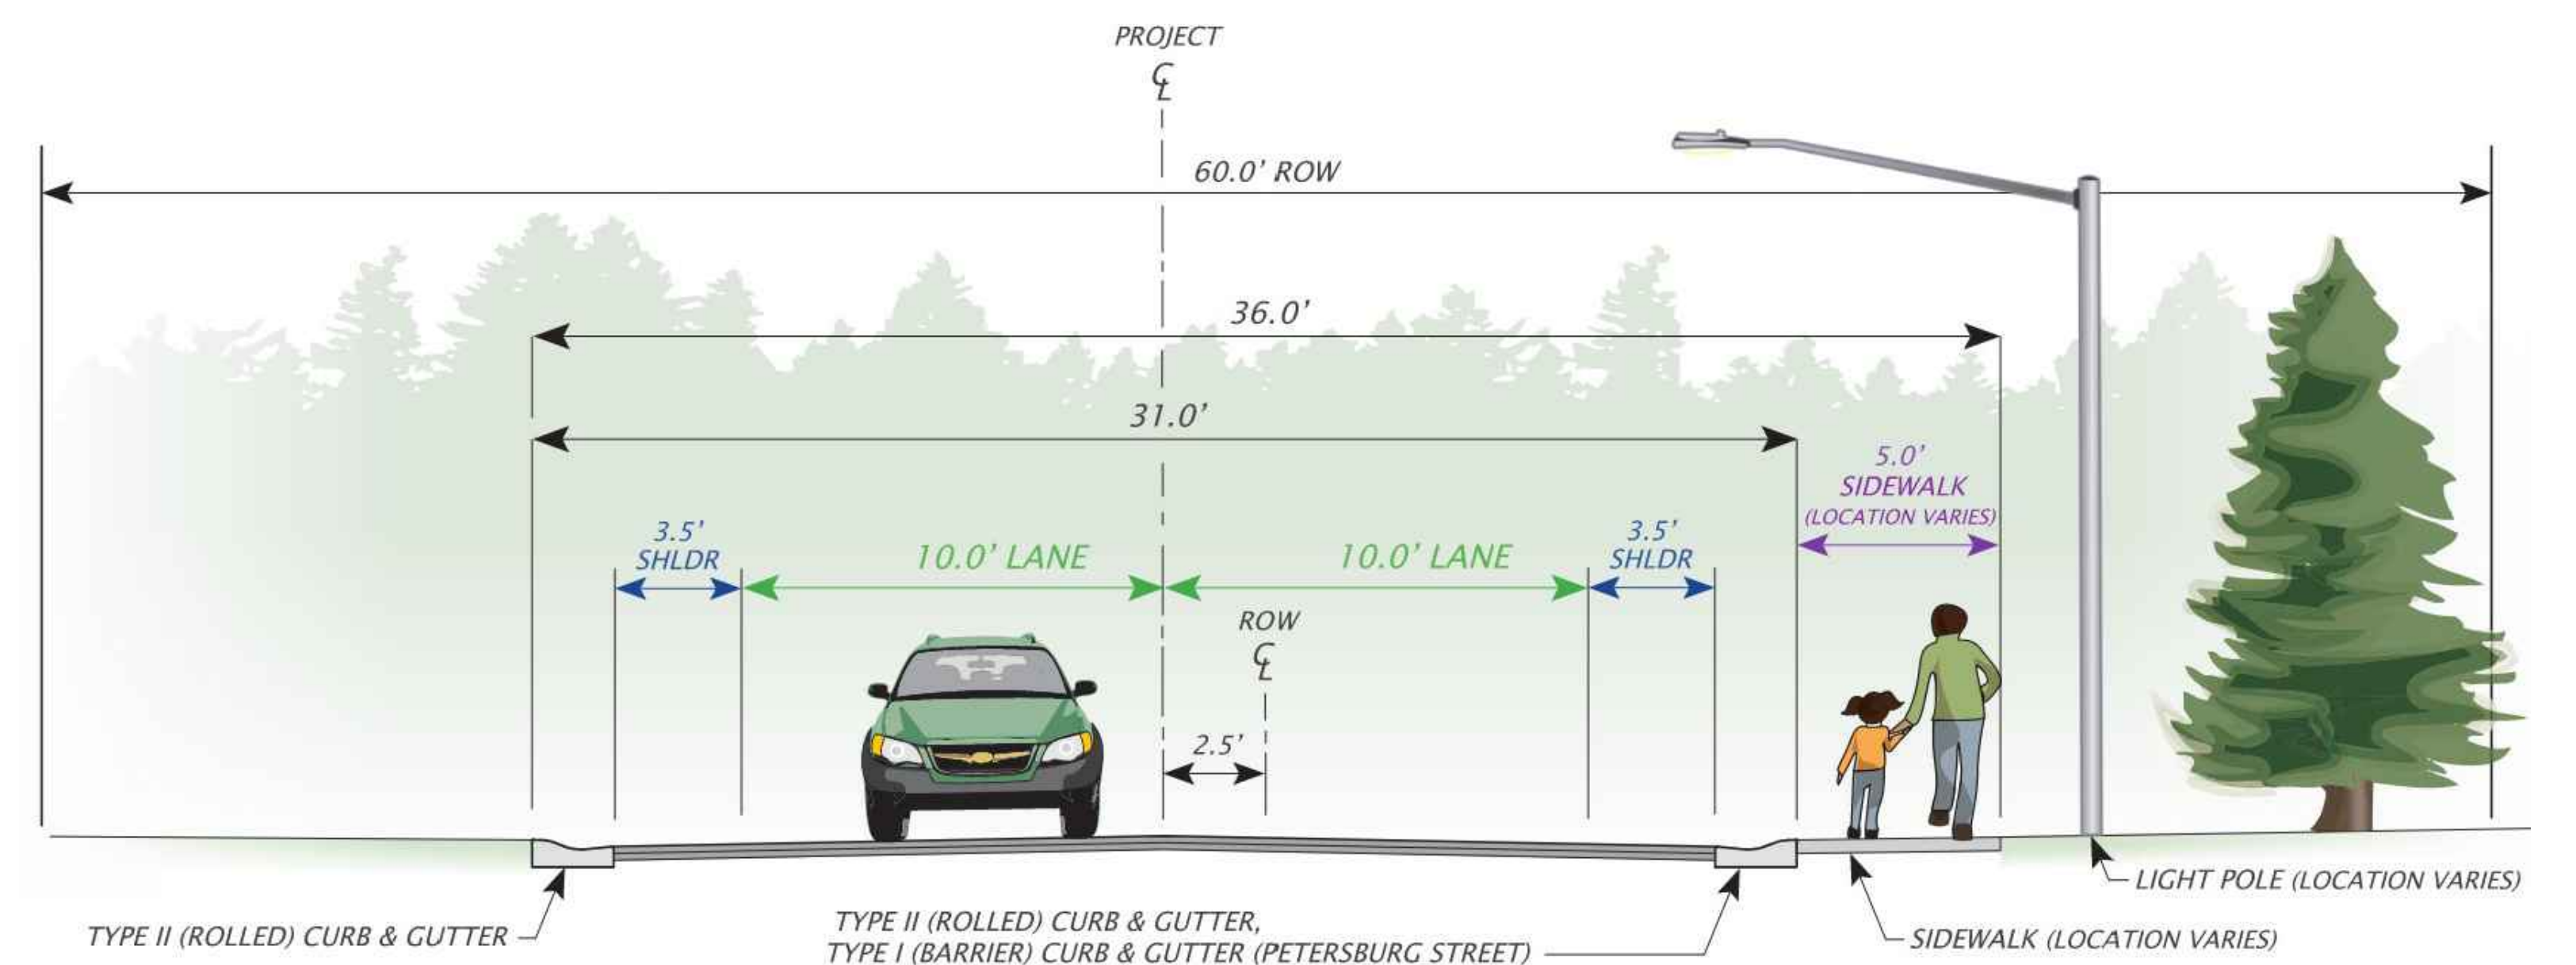 PROJECT
℄
60.0' ROW
36.0'
31.0'
5.0'
SIDEWALK
(LOCATION VARIES)
3.5'
SHLDR
10.0' LANE
10.0' LANE
3.5'
SHLDR
ROW
℄
2.5'
LIGHT POLE (LOCATION VARIES)
TYPE II (ROLLED) CURB & GUTTER
TYPE II (ROLLED) CURB & GUTTER,
TYPE I (BARRIER) CURB & GUTTER (PETERSBURG STREET)
SIDEWALK (LOCATION VARIES)